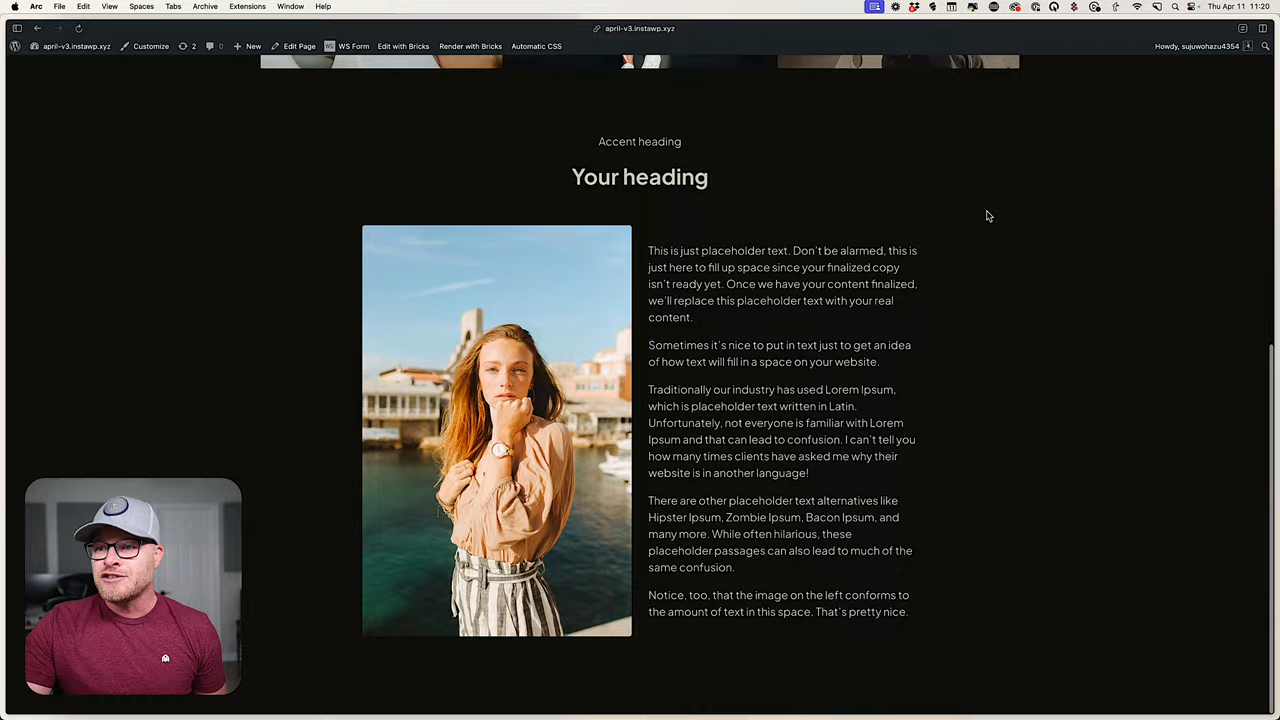 Arc File Edit View Spaces Tabs Archive Extensions Window Help Thu Apr 11 11:20
april-v3.instawp.xyz
april-v3.instawp.xyz Customize 2 0 New Edit Page WS WS Form Edit with Bricks Render with Bricks Automatic CSS Howdy, sujuwohazu4354
Accent heading
Your heading
This is just placeholder text. Don't be alarmed, this is
just here to fill up space since your finalized copy
isn't ready yet. Once we have your content finalized,
we'll replace this placeholder text with your real
content.
Sometimes it's nice to put in text just to get an idea
of how text will fill in a space on your website.
Traditionally our industry has used Lorem Ipsum,
which is placeholder text written in Latin.
Unfortunately, not everyone is familiar with Lorem
Ipsum and that can lead to confusion. I can't tell you
how many times clients have asked me why their
website is in another language!
There are other placeholder text alternatives like
Hipster Ipsum, Zombie Ipsum, Bacon Ipsum, and
many more. While often hilarious, these
placeholder passages can also lead to much of the
same confusion.
Notice, too, that the image on the left conforms to
the amount of text in this space. That's pretty nice.